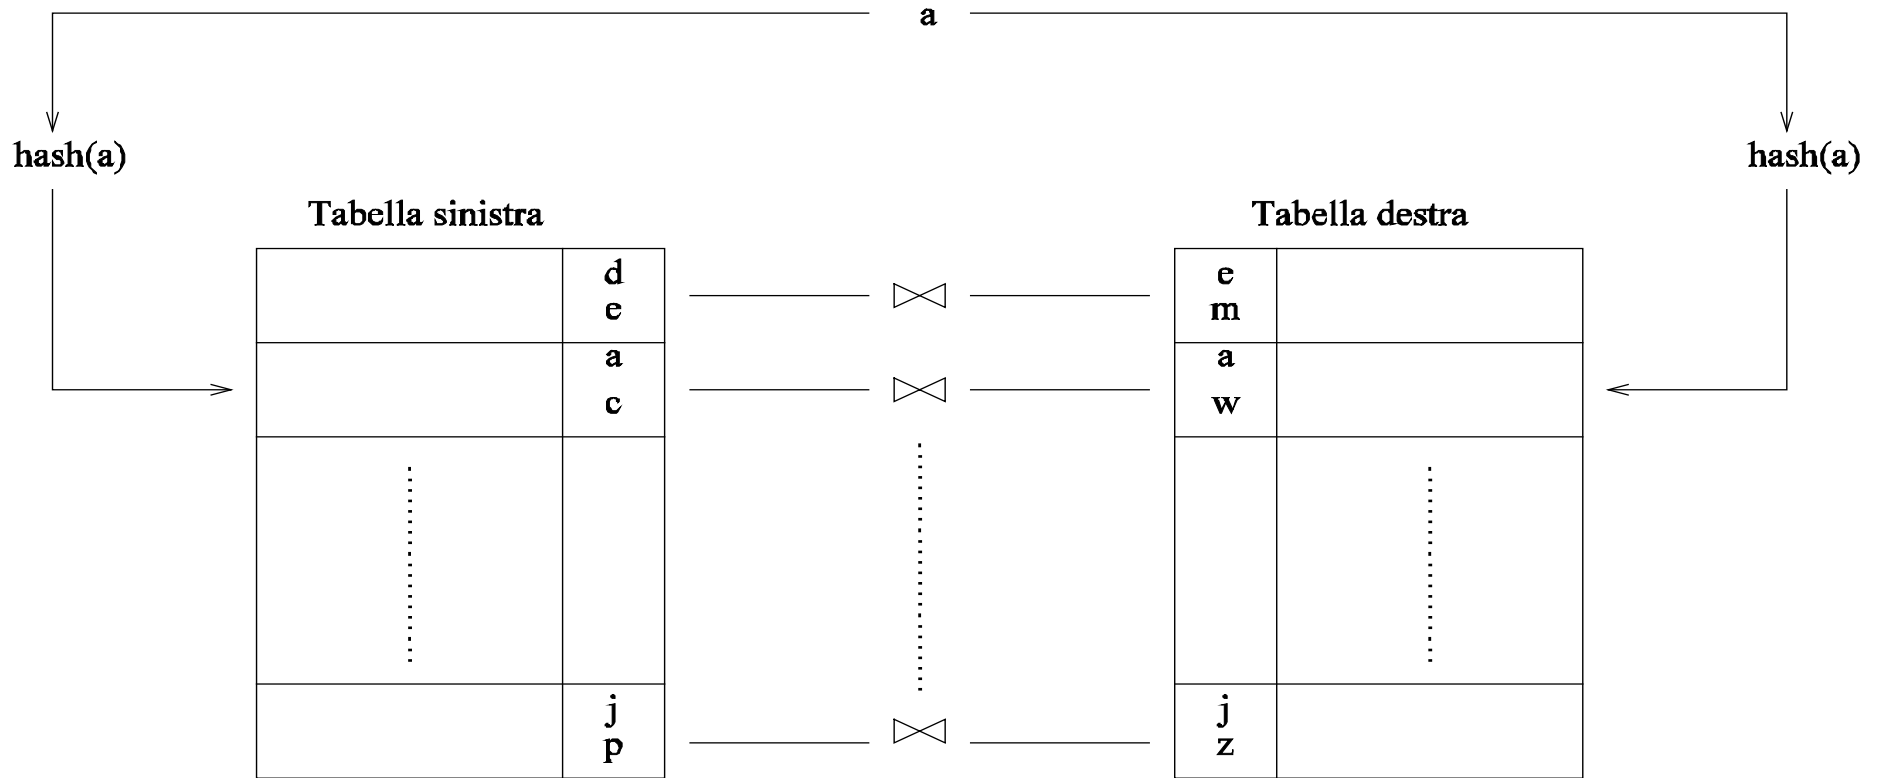 a
hash(a)
hash(a)
Tabella sinistra
Tabella destra
d
e
e
m
a
a
c
w
j
j
p
z